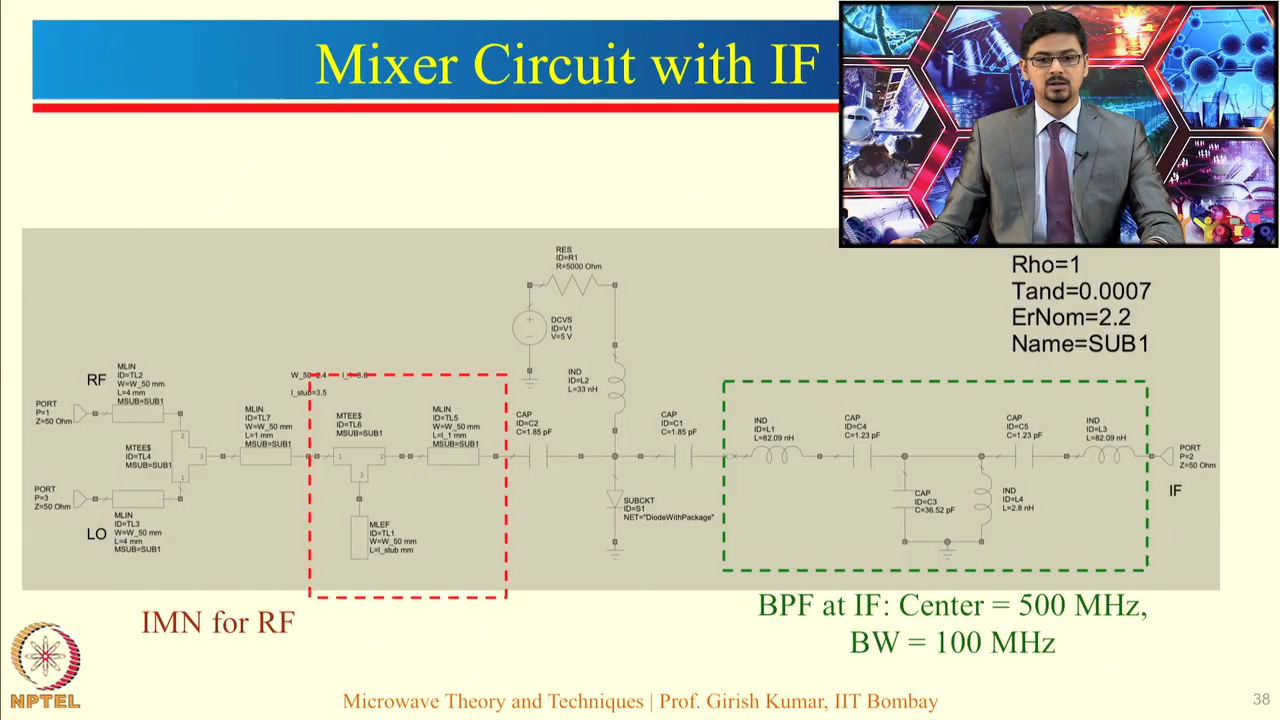 Mixer Circuit with IF
Rho=1
Tand=0.0007
ErNom=2.2
Name=SUB1
RES
ID=R1
R=5000 Ohm
DCVS
ID=V1
V=5 V
IND
ID=L2
L=33 nH
RF
PORT
P=1
Z=50 Ohm
MLIN
ID=TL2
W=W_50 mm
L=4 mm
MSUB=SUB1
MTEE$
ID=TL4
MSUB=SUB1
2
3
1
PORT
P=3
Z=50 Ohm
LO
MLIN
ID=TL3
W=W_50 mm
L=4 mm
MSUB=SUB1
MLIN
ID=TL7
W=W_50 mm
L=1 mm
MSUB=SUB1
l_stub=3.5
MTEE$
ID=TL6
MSUB=SUB1
1
2
3
MLIN
ID=TL5
W=W_50 mm
L=l_1 mm
MSUB=SUB1
MLEF
ID=TL1
W=W_50 mm
L=l_stub mm
CAP
ID=C2
C=1.85 pF
CAP
ID=C1
C=1.85 pF
SUBCKT
ID=S1
NET="DiodeWithPackage"
IND
ID=L1
L=82.09 nH
CAP
ID=C4
C=1.23 pF
CAP
ID=C5
C=1.23 pF
IND
ID=L3
L=82.09 nH
CAP
ID=C3
C=36.52 pF
IND
ID=L4
L=2.8 nH
PORT
P=2
Z=50 Ohm
IF
IMN for RF
BPF at IF: Center = 500 MHz,
BW = 100 MHz
NPTEL
Microwave Theory and Techniques | Prof. Girish Kumar, IIT Bombay
38